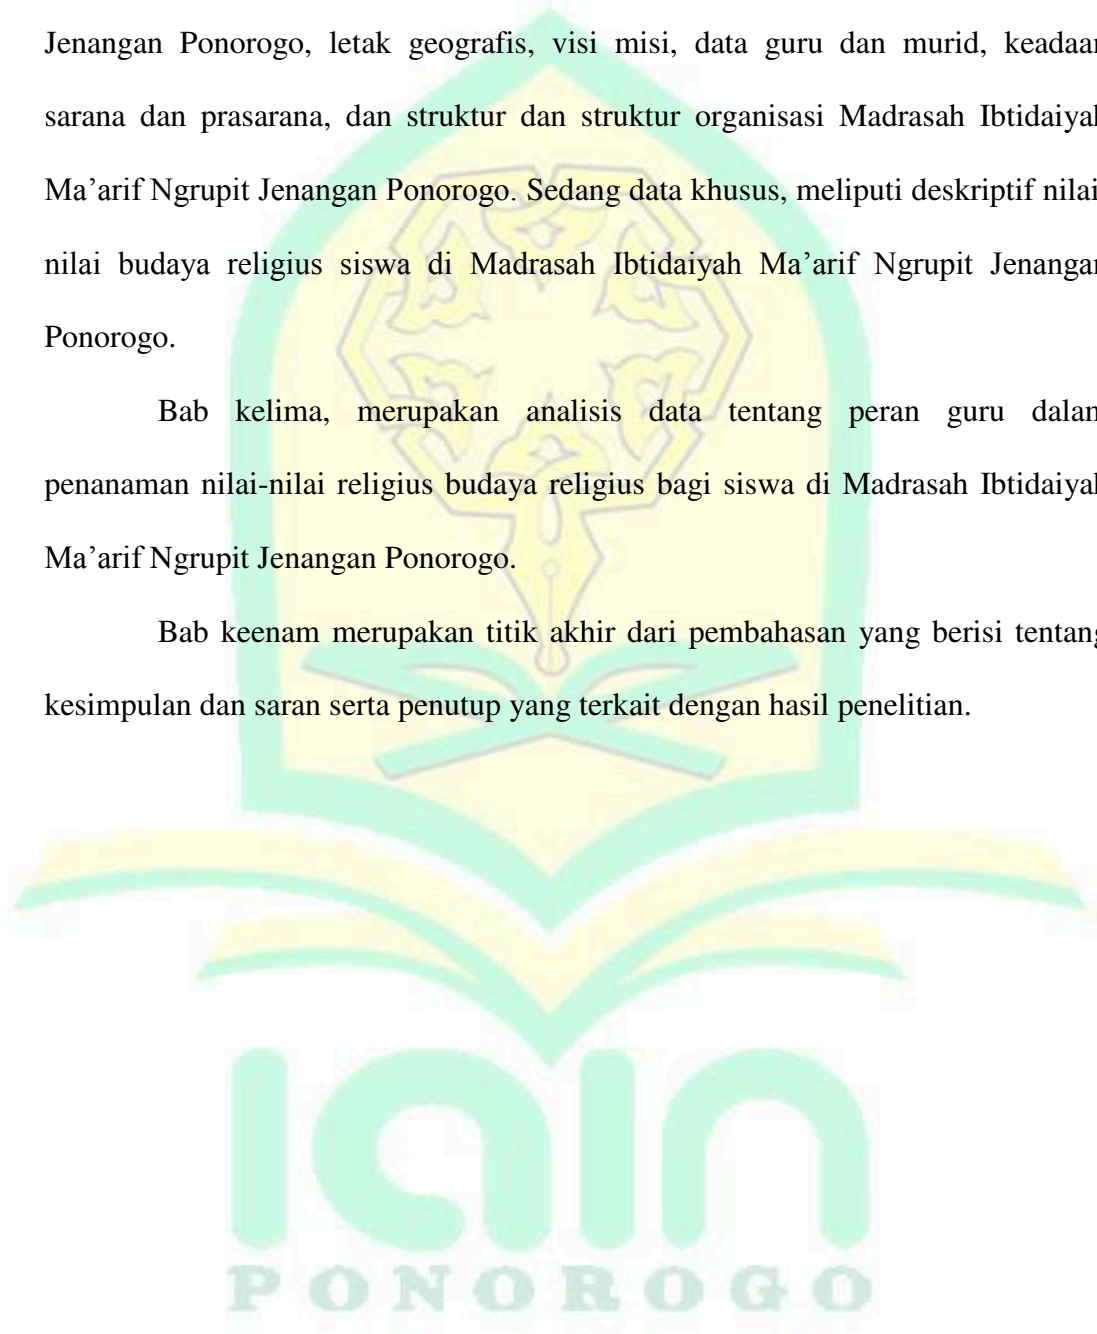 Jenangan Ponorogo, letak geografis, visi misi, data guru dan murid, keadaan
sarana dan prasarana, dan struktur dan struktur organisasi Madrasah Ibtidaiyah
Ma’arif Ngrupit Jenangan Ponorogo. Sedang data khusus, meliputi deskriptif nilai
nilai budaya religius siswa di Madrasah Ibtidaiyah Ma’arif Ngrupit Jenangan
Ponorogo.
Bab kelima, merupakan analisis data tentang peran guru dalam
penanaman nilai-nilai religius budaya religius bagi siswa di Madrasah Ibtidaiyah
Ma’arif Ngrupit Jenangan Ponorogo.
Bab keenam merupakan titik akhir dari pembahasan yang berisi tentang
kesimpulan dan saran serta penutup yang terkait dengan hasil penelitian.
iain
PONOROGO